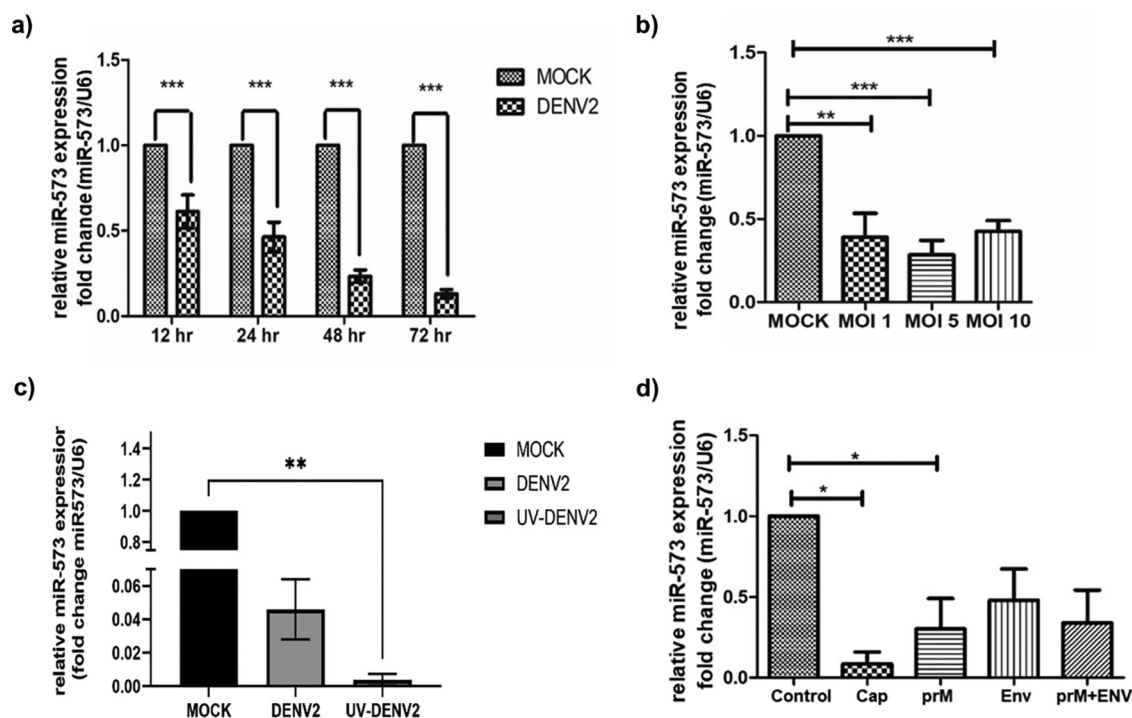 a)
relative miR-573 expression
fold change (miR-573/U6)
1.5
1.0
0.5
0.0
***
***
***
***
12 hr
24 hr
48 hr
72 hr
MOCK
DENV2
b)
relative miR-573 expression
fold change (miR-573/U6)
1.5
1.0
0.5
0.0
***
***
**
MOCK
MOI 1
MOI 5
MOI 10
c)
relative miR-573 expression
(fold change miR573/U6)
1.4
1.2
1.0
0.8
0.06
0.04
0.02
0.00
**
MOCK
DENV2
UV-DENV2
MOCK
DENV2
UV-DENV2
d)
relative miR-573 expression
fold change (miR-573/U6)
1.5
1.0
0.5
0.0
*
*
Control
Cap
prM
Env
prM+ENV